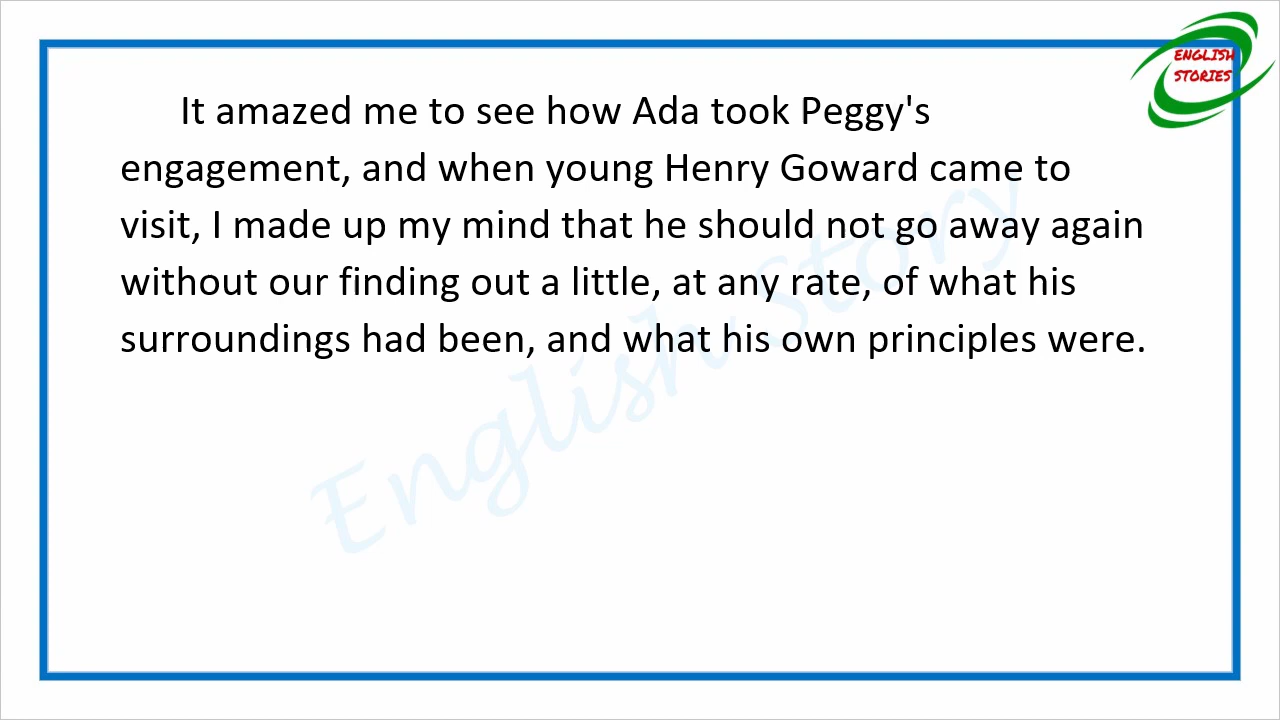 ENGLISH
STORIES
It amazed me to see how Ada took Peggy's
engagement, and when young Henry Goward came to
visit, I made up my mind that he should not go away again
without our finding out a little, at any rate, of what his
surroundings had been, and what his own principles were.
English Story